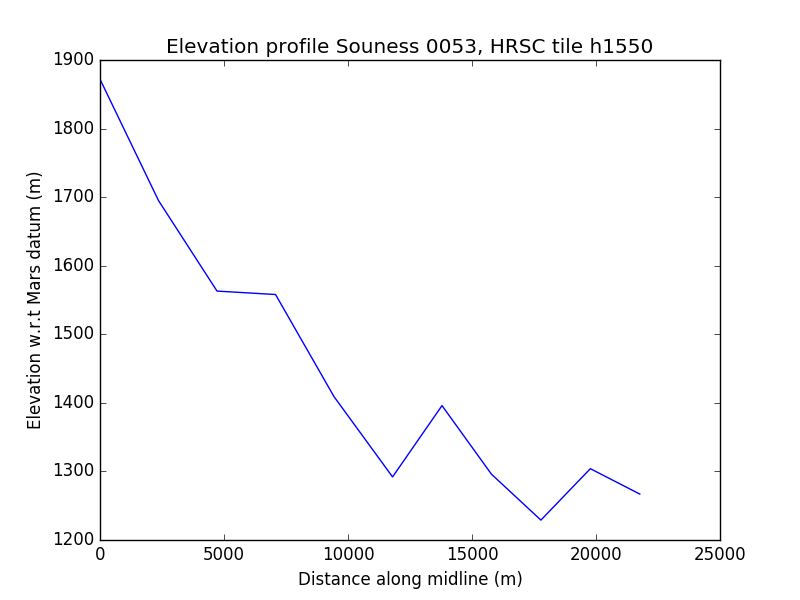 Elevation profile Souness 0053, HRSC tile h1550
1900
1800
1700
1600
1500
1400
1300
1200
Elevation w.r.t Mars datum (m)
0 5000 10000 15000 20000 25000
Distance along midline (m)